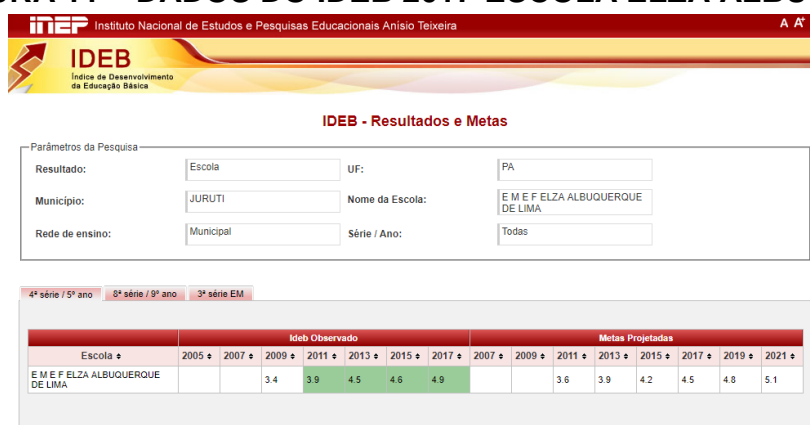 inep Instituto Nacional de Estudos e Pesquisas Educacionais Anísio Teixeira A A+
IDEB
Índice de Desenvolvimento
da Educação Básica
IDEB - Resultados e Metas
Parâmetros da Pesquisa
Resultado: Escola UF: PA
Município: JURUTI Nome da Escola: E M E F ELZA ALBUQUERQUE
DE LIMA
Rede de ensino: Municipal Série / Ano: Todas
4ª série / 5º ano 8ª série / 9º ano 3ª série EM
Ideb Observado Metas Projetadas
Escola 2005 2007 2009 2011 2013 2015 2017 2007 2009 2011 2013 2015 2017 2019 2021
E M E F ELZA ALBUQUERQUE
DE LIMA 3.4 3.9 4.5 4.6 4.9 3.6 3.9 4.2 4.5 4.8 5.1